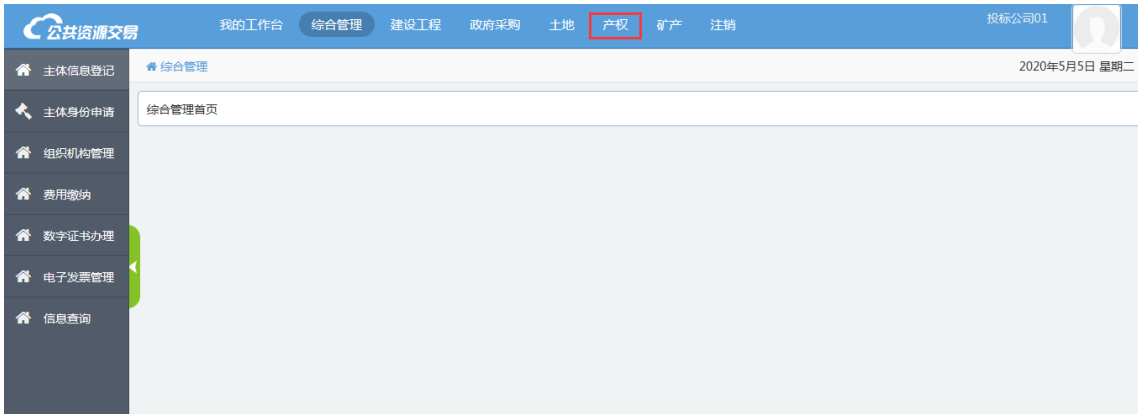 公共资源交易 我的工作台 综合管理 建设工程 政府采购 土地 产权 矿产 注销 投标公司01
主体信息登记 综合管理 2020年5月5日 星期二
主体身份申请 综合管理首页
组织机构管理
费用缴纳
数字证书办理
电子发票管理
信息查询